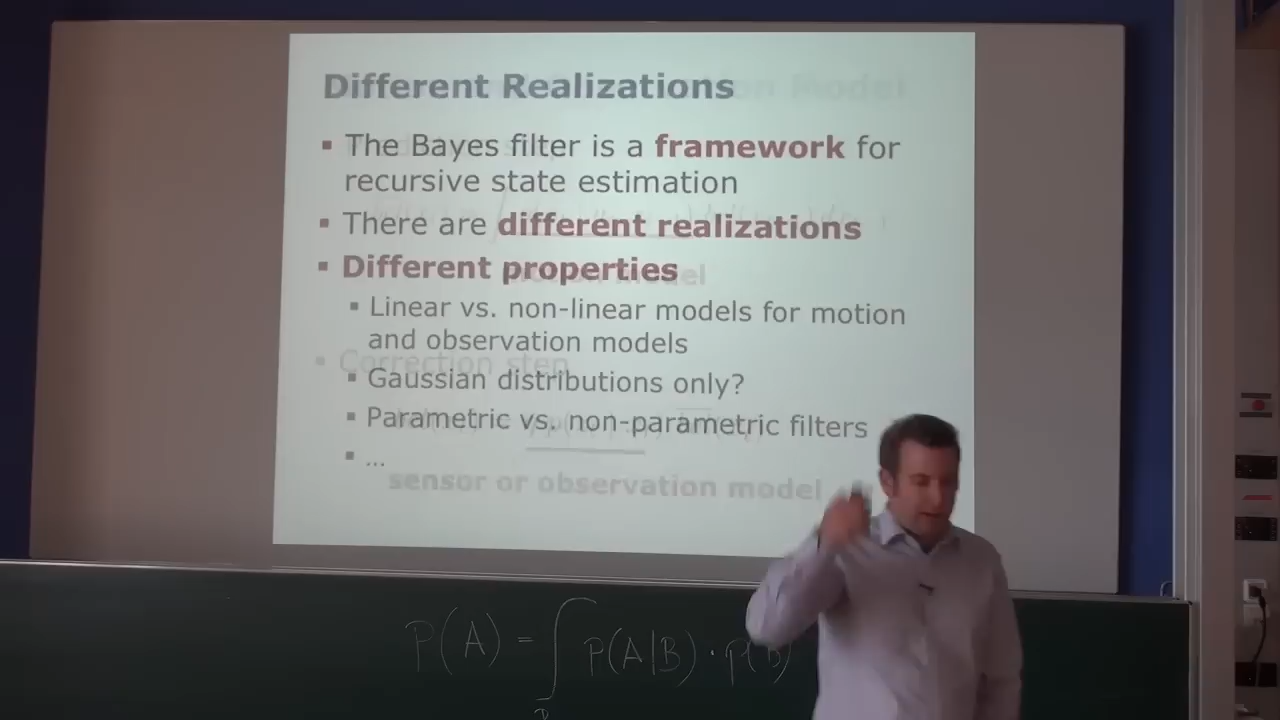 Different Realizations
▪ The Bayes filter is a framework for
recursive state estimation
▪ There are different realizations
▪ Different properties
▪ Linear vs. non-linear models for motion
and observation models
▪ Correction step
▪ Gaussian distributions only?
▪ Parametric vs. non-parametric filters
▪ ...
sensor or observation model
P(A) = ∫ p(A|B) · p(B)
B